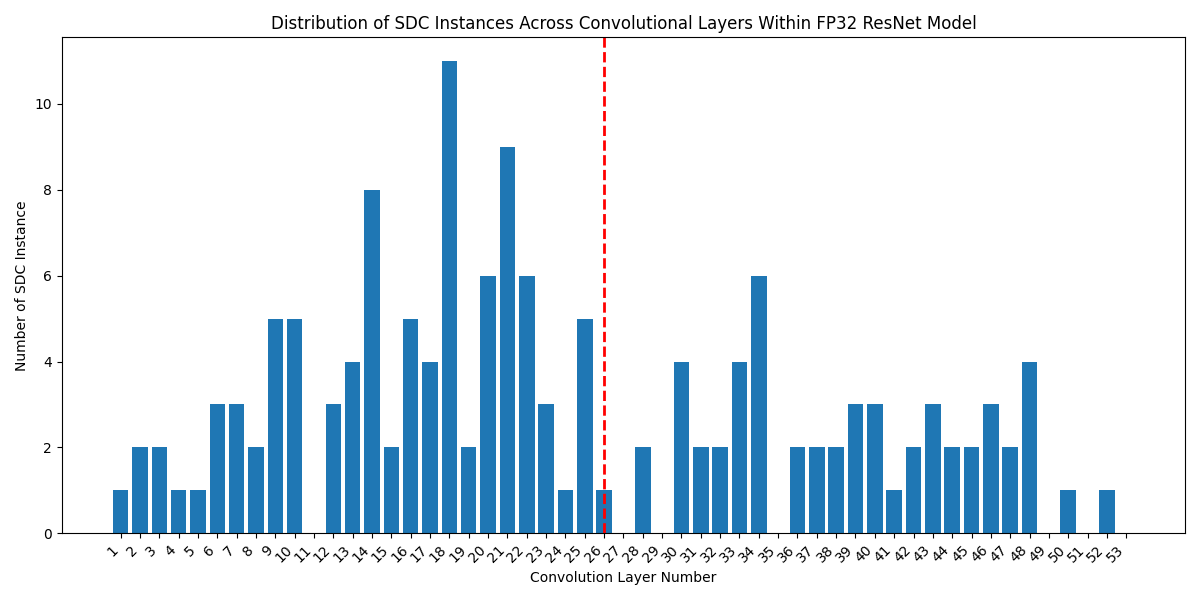 Distribution of SDC Instances Across Convolutional Layers Within FP32 ResNet Model
Number of SDC Instance
10
8
6
4
2
0
1 2 3 4 5 6 7 8 9 10 11 12 13 14 15 16 17 18 19 20 21 22 23 24 25 26 27 28 29 30 31 32 33 34 35 36 37 38 39 40 41 42 43 44 45 46 47 48 49 50 51 52 53
Convolution Layer Number